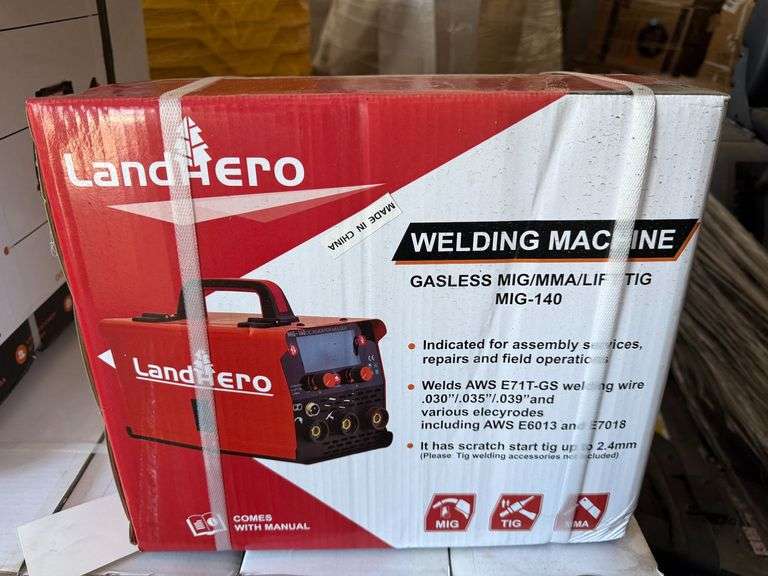 LandHero
MADE IN CHINA
WELDING MACHINE
GASLESS MIG/MMA/LIFT TIG
MIG-140
LandHero
Indicated for assembly services,
repairs and field operations
Welds AWS E71T-GS welding wire
.030"/.035"/.039"and
various elecyrodes
including AWS E6013 and E7018
It has scratch start tig up to 2.4mm
(Please Tig welding accessories not included)
COMES
WITH MANUAL
MIG
TIG
MMA